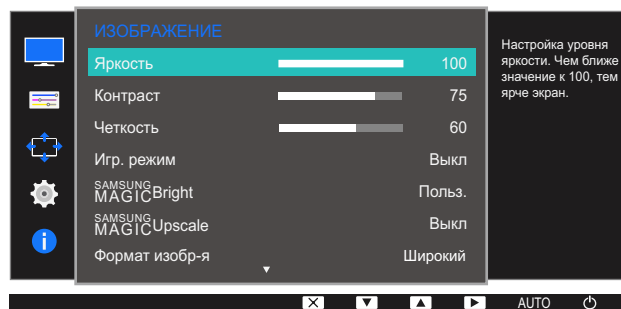 ИЗОБРАЖЕНИЕ
Яркость 100
Контраст 75
Четкость 60
Игр. режим Выкл
SAMSUNG MAGIC Bright Польз.
SAMSUNG MAGIC Upscale Выкл
Формат изобр-я Широкий
Настройка уровня
яркости. Чем ближе
значение к 100, тем
ярче экран.
AUTO